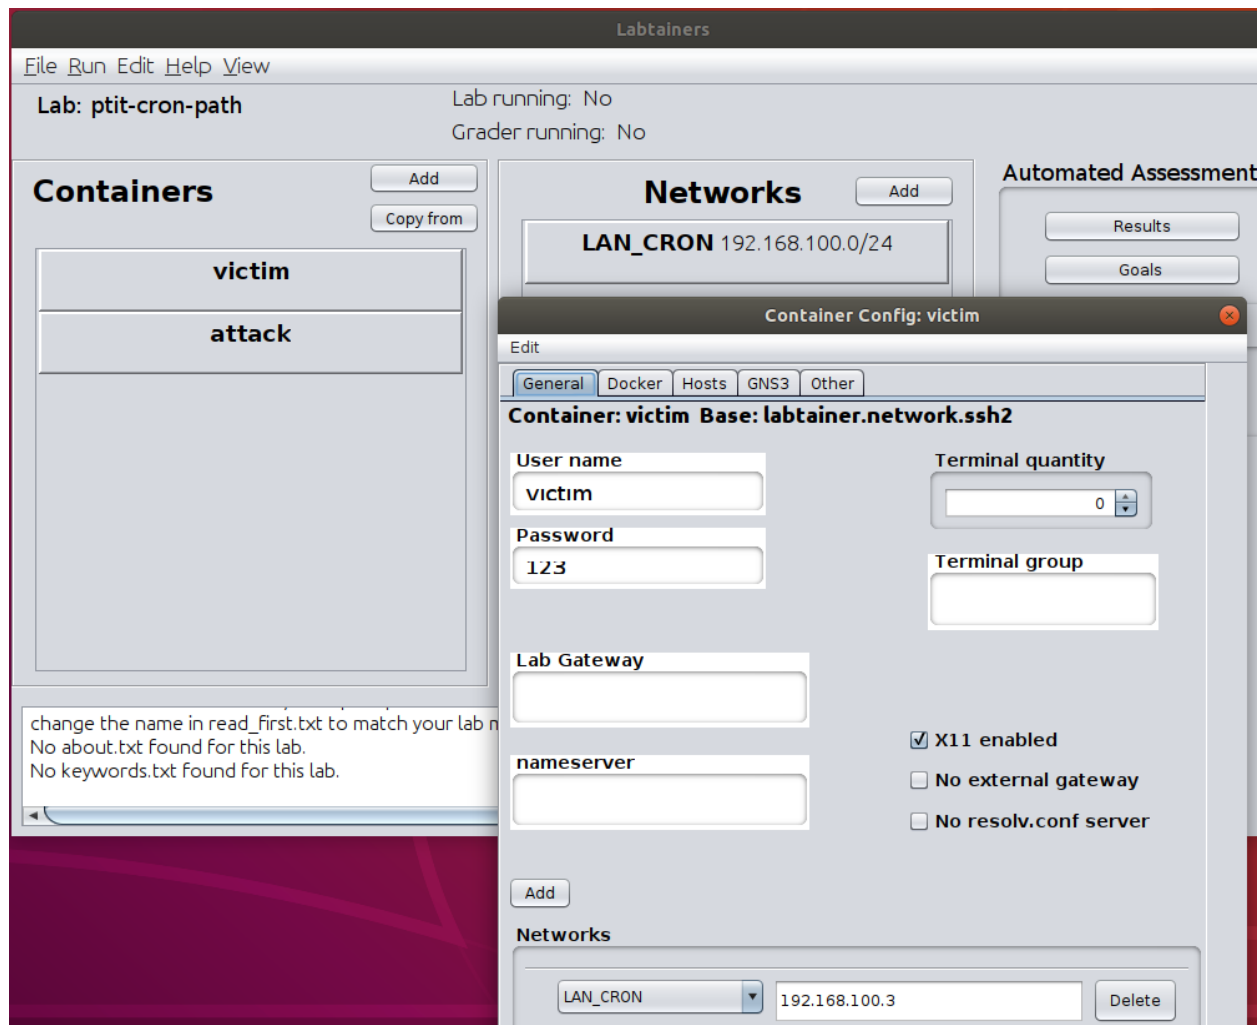 Labtainers
File Run Edit Help View
Lab: ptit-cron-path
Lab running: No
Grader running: No
Containers
Add
Copy from
victim
attack
Networks
Add
LAN_CRON 192.168.100.0/24
Automated Assessment
Results
Goals
change the name in read_first.txt to match your lab
No about.txt found for this lab.
No keywords.txt found for this lab.
Container Config: victim
Edit
General Docker Hosts GNS3 Other
Container: victim Base: labtainer.network.ssh2
User name
victim
Password
123
Terminal quantity
0
Terminal group
Lab Gateway
nameserver
X11 enabled
No external gateway
No resolv.conf server
Add
Networks
LAN_CRON 192.168.100.3 Delete